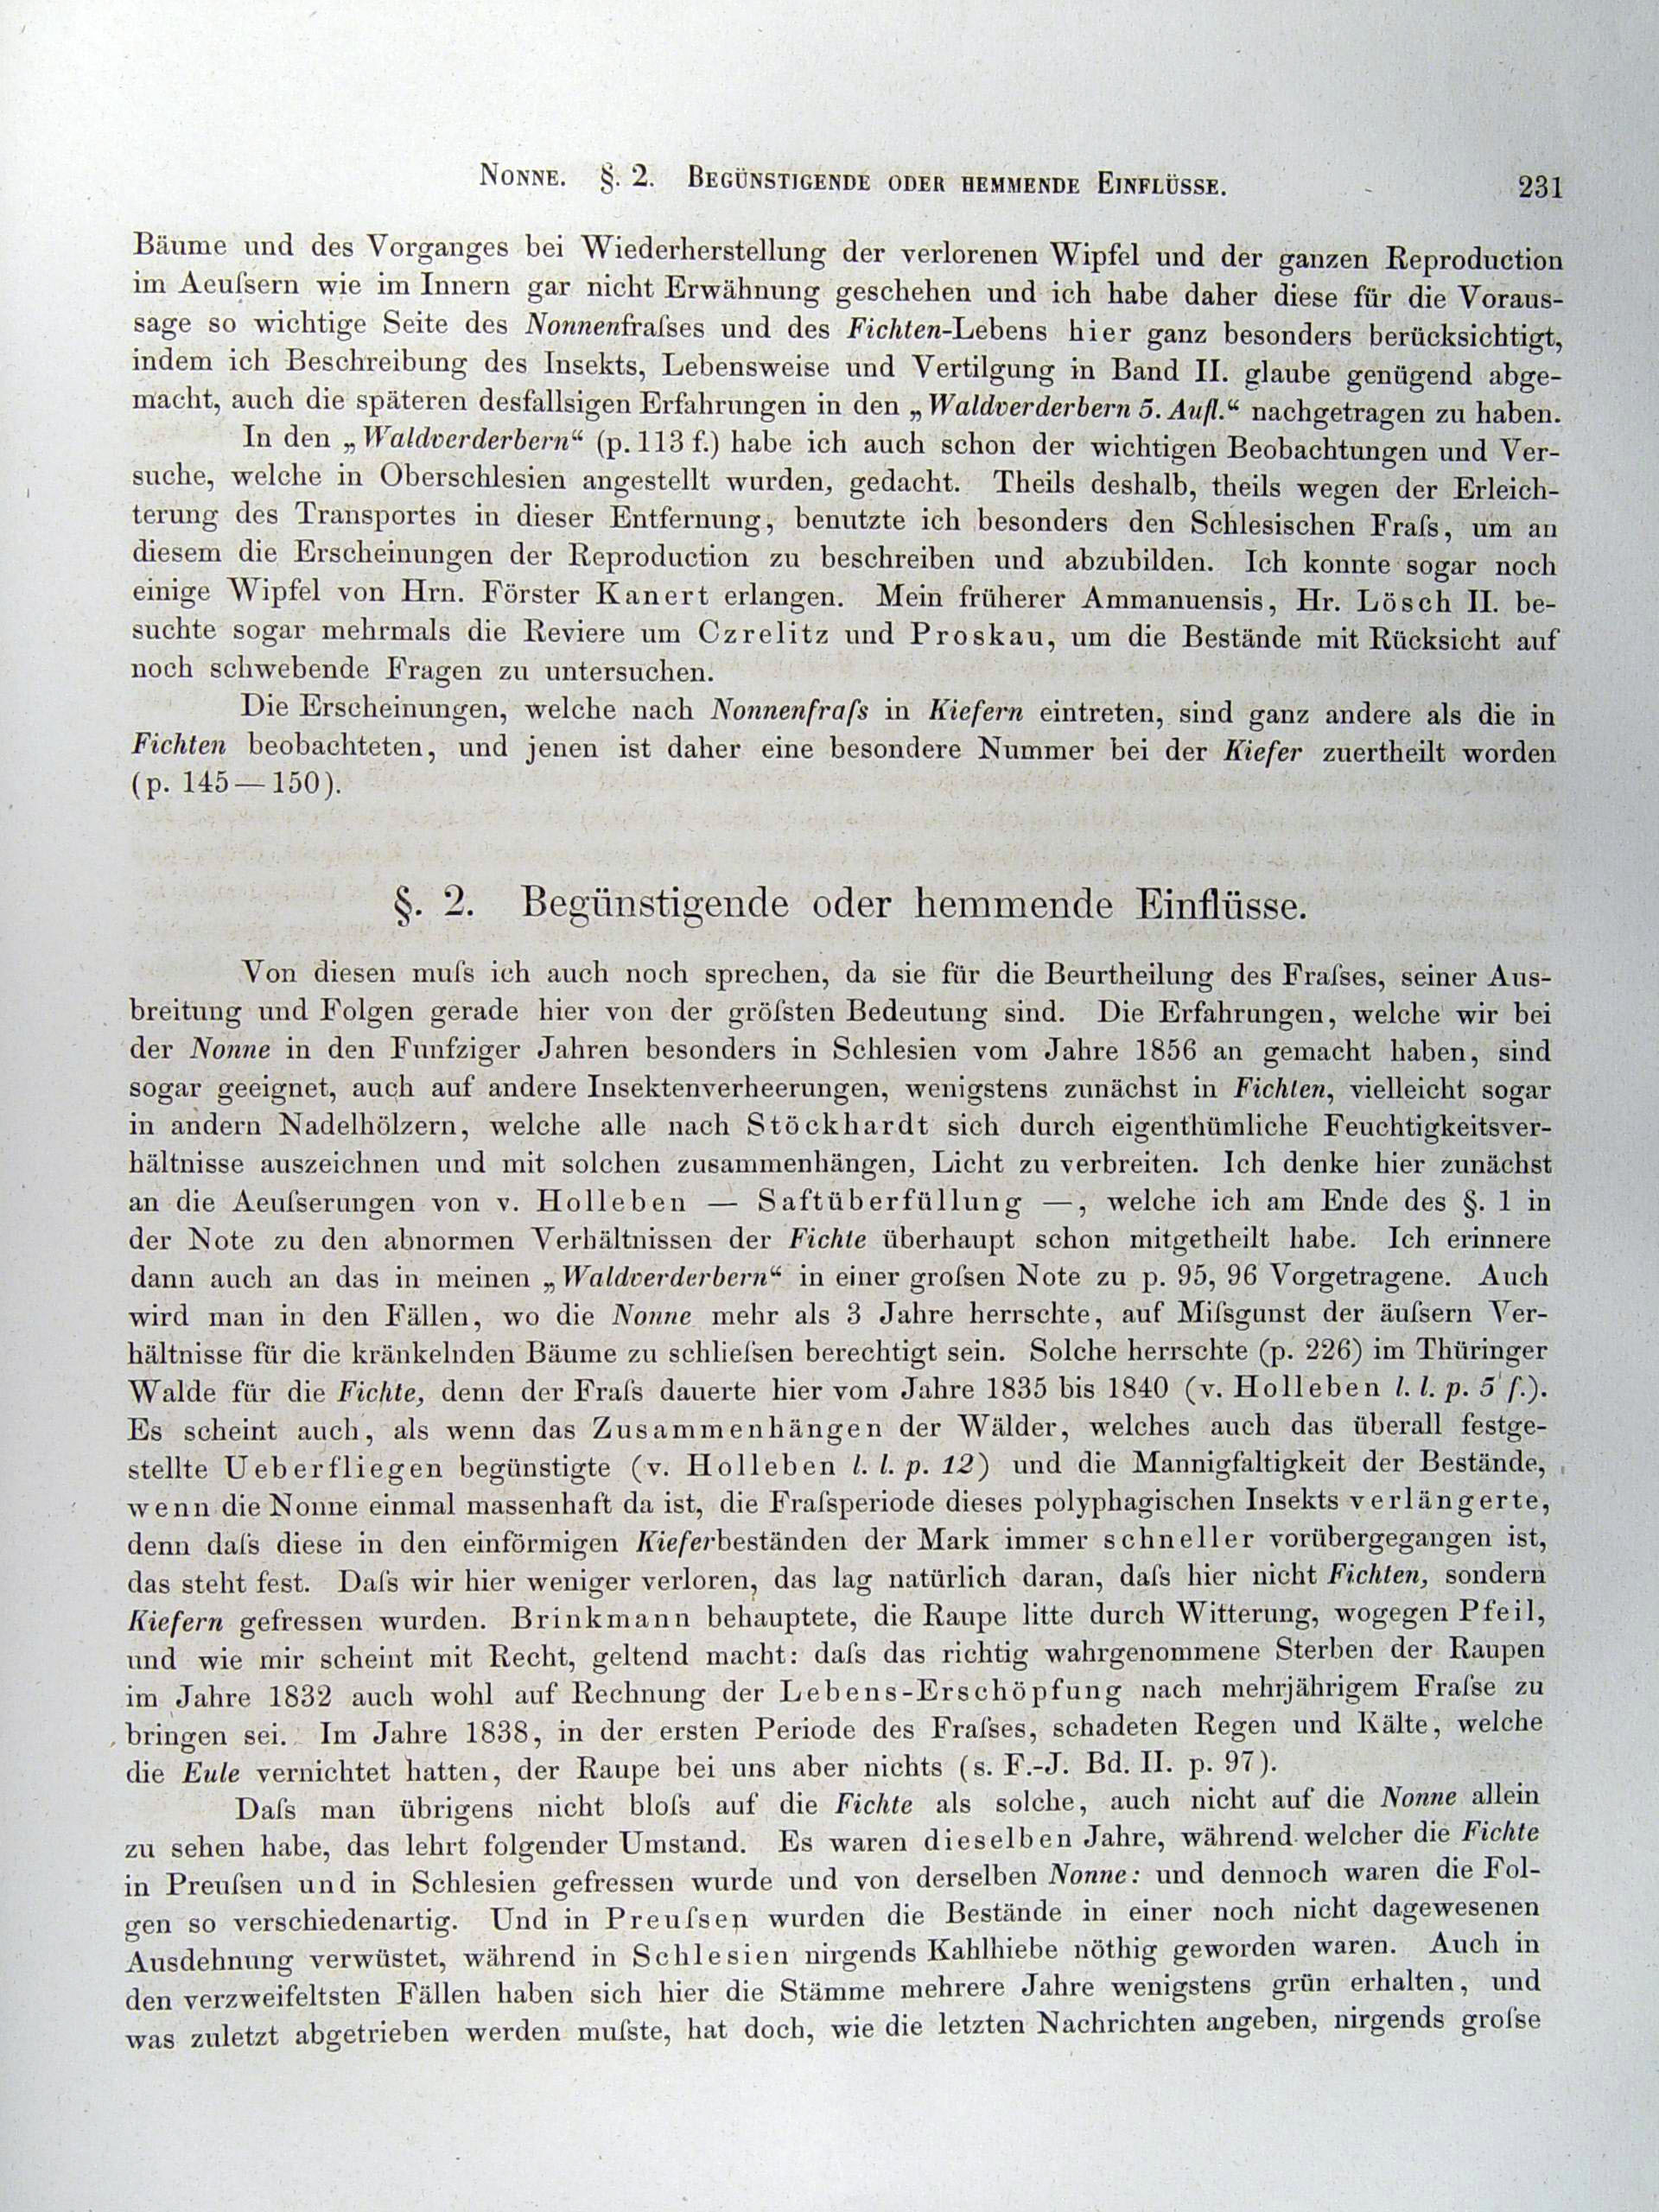 Nonne. §. 2. Begünstigende oder hemmende Einflüsse. 231
Bäume und des Vorganges bei Wiederherstellung der verlorenen Wipfel und der ganzen Reproduction
im Aeuſsern wie im Innern gar nicht Erwähnung geschehen und ich habe daher diese für die Voraus-
sage so wichtige Seite des Nonnenfraſses und des Fichten-Lebens hier ganz besonders berücksichtigt,
indem ich Beschreibung des Insekts, Lebensweise und Vertilgung in Band II. glaube genügend abge-
macht, auch die späteren desfallsigen Erfahrungen in den „Waldverderbern 5. Aufl.“ nachgetragen zu haben.
In den „Waldverderbern“ (p. 113 f.) habe ich auch schon der wichtigen Beobachtungen und Ver-
suche, welche in Oberschlesien angestellt wurden, gedacht. Theils deshalb, theils wegen der Erleich-
terung des Transportes in dieser Entfernung, benutzte ich besonders den Schlesischen Fraſs, um an
diesem die Erscheinungen der Reproduction zu beschreiben und abzubilden. Ich konnte sogar noch
einige Wipfel von Hrn. Förster Kanert erlangen. Mein früherer Ammanuensis, Hr. Lösch II. be-
suchte sogar mehrmals die Reviere um Czrelitz und Proskau, um die Bestände mit Rücksicht auf
noch schwebende Fragen zu untersuchen.
Die Erscheinungen, welche nach Nonnenfraſs in Kiefern eintreten, sind ganz andere als die in
Fichten beobachteten, und jenen ist daher eine besondere Nummer bei der Kiefer zuertheilt worden
(p. 145—150).
§. 2. Begünstigende oder hemmende Einflüsse.
Von diesen muſs ich auch noch sprechen, da sie für die Beurtheilung des Fraſses, seiner Aus-
breitung und Folgen gerade hier von der gröſsten Bedeutung sind. Die Erfahrungen, welche wir bei
der Nonne in den Funfziger Jahren besonders in Schlesien vom Jahre 1856 an gemacht haben, sind
sogar geeignet, auch auf andere Insektenverheerungen, wenigstens zunächst in Fichten, vielleicht sogar
in andern Nadelhölzern, welche alle nach Stöckhardt sich durch eigenthümliche Feuchtigkeitsver-
hältnisse auszeichnen und mit solchen zusammenhängen, Licht zu verbreiten. Ich denke hier zunächst
an die Aeuſserungen von v. Holleben — Saftüberfüllung —, welche ich am Ende des §. 1 in
der Note zu den abnormen Verhältnissen der Fichte überhaupt schon mitgetheilt habe. Ich erinnere
dann auch an das in meinen „Waldverderbern“ in einer groſsen Note zu p. 95, 96 Vorgetragene. Auch
wird man in den Fällen, wo die Nonne mehr als 3 Jahre herrschte, auf Miſsgunst der äuſsern Ver-
hältnisse für die kränkelnden Bäume zu schlieſsen berechtigt sein. Solche herrschte (p. 226) im Thüringer
Walde für die Fichte, denn der Fraſs dauerte hier vom Jahre 1835 bis 1840 (v. Holleben l. l. p. 5 f.).
Es scheint auch, als wenn das Zusammenhängen der Wälder, welches auch das überall festge-
stellte Ueberfliegen begünstigte (v. Holleben l. l. p. 12) und die Mannigfaltigkeit der Bestände,
wenn die Nonne einmal massenhaft da ist, die Fraſsperiode dieses polyphagischen Insekts verlängerte,
denn daſs diese in den einförmigen Kieferbeständen der Mark immer schneller vorübergegangen ist,
das steht fest. Daſs wir hier weniger verloren, das lag natürlich daran, daſs hier nicht Fichten, sondern
Kiefern gefressen wurden. Brinkmann behauptete, die Raupe litte durch Witterung, wogegen Pfeil,
und wie mir scheint mit Recht, geltend macht: daſs das richtig wahrgenommene Sterben der Raupen
im Jahre 1832 auch wohl auf Rechnung der Lebens-Erschöpfung nach mehrjährigem Fraſse zu
bringen sei. Im Jahre 1838, in der ersten Periode des Fraſses, schadeten Regen und Kälte, welche
die Eule vernichtet hatten, der Raupe bei uns aber nichts (s. F.-J. Bd. II. p. 97).
Daſs man übrigens nicht bloſs auf die Fichte als solche, auch nicht auf die Nonne allein
zu sehen habe, das lehrt folgender Umstand. Es waren dieselben Jahre, während welcher die Fichte
in Preuſsen und in Schlesien gefressen wurde und von derselben Nonne: und dennoch waren die Fol-
gen so verschiedenartig. Und in Preuſsen wurden die Bestände in einer noch nicht dagewesenen
Ausdehnung verwüstet, während in Schlesien nirgends Kahlhiebe nöthig geworden waren. Auch in
den verzweifeltsten Fällen haben sich hier die Stämme mehrere Jahre wenigstens grün erhalten, und
was zuletzt abgetrieben werden muſste, hat doch, wie die letzten Nachrichten angeben, nirgends groſse